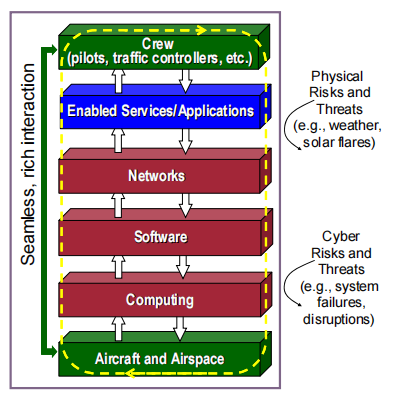 Crew
(pilots, traffic controllers, etc.)
Enabled Services/Applications
Networks
Software
Computing
Aircraft and Airspace
Seamless, rich interaction
Physical
Risks and
Threats
(e.g., weather,
solar flares)
Cyber
Risks and
Threats
(e.g., system
failures,
disruptions)